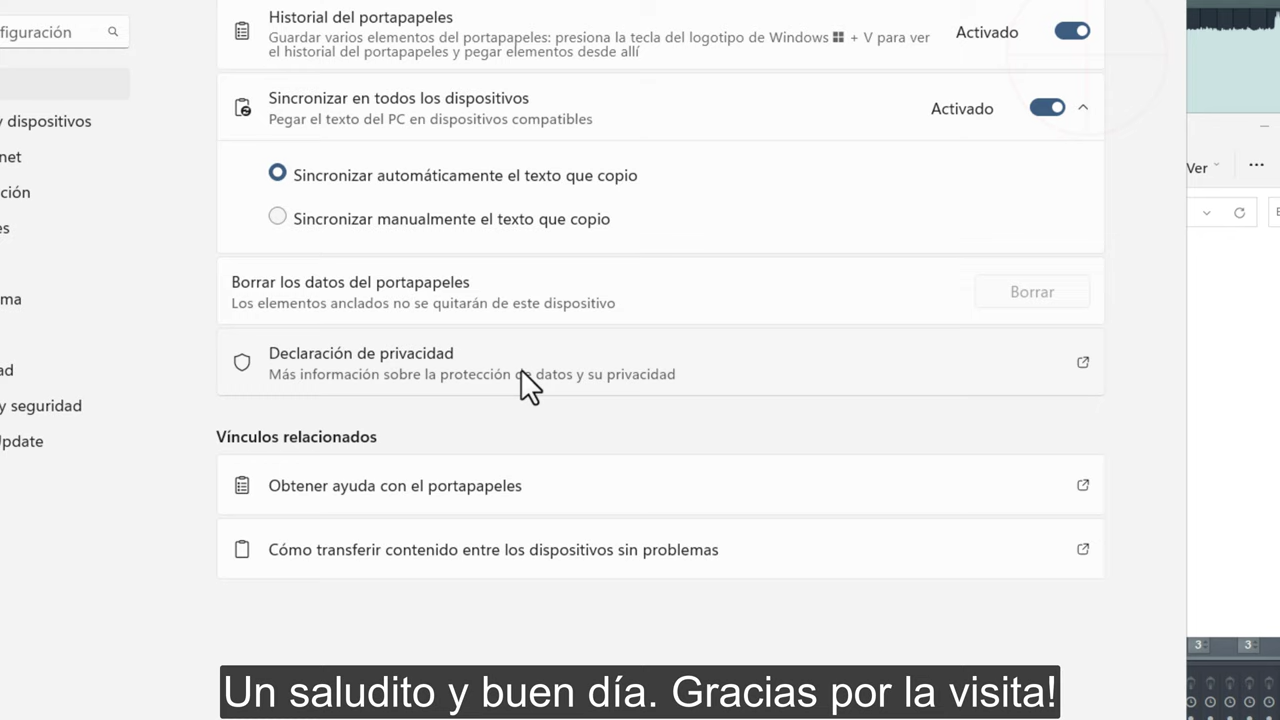 Historial del portapapeles
Guardar varios elementos del portapapeles: presiona la tecla del logotipo de Windows + V para ver
el historial del portapapeles y pegar elementos desde allí
Activado
figuración
Sincronizar en todos los dispositivos
Pegar el texto del PC en dispositivos compatibles
Activado
y dispositivos
net
ción
es
ma
ad
y seguridad
Update
Sincronizar automáticamente el texto que copio
Sincronizar manualmente el texto que copio
Borrar los datos del portapapeles
Los elementos anclados no se quitarán de este dispositivo
Borrar
Declaración de privacidad
Más información sobre la protección de datos y su privacidad
Vínculos relacionados
Obtener ayuda con el portapapeles
Cómo transferir contenido entre los dispositivos sin problemas
Ver
3 3
Un saludito y buen día. Gracias por la visita!